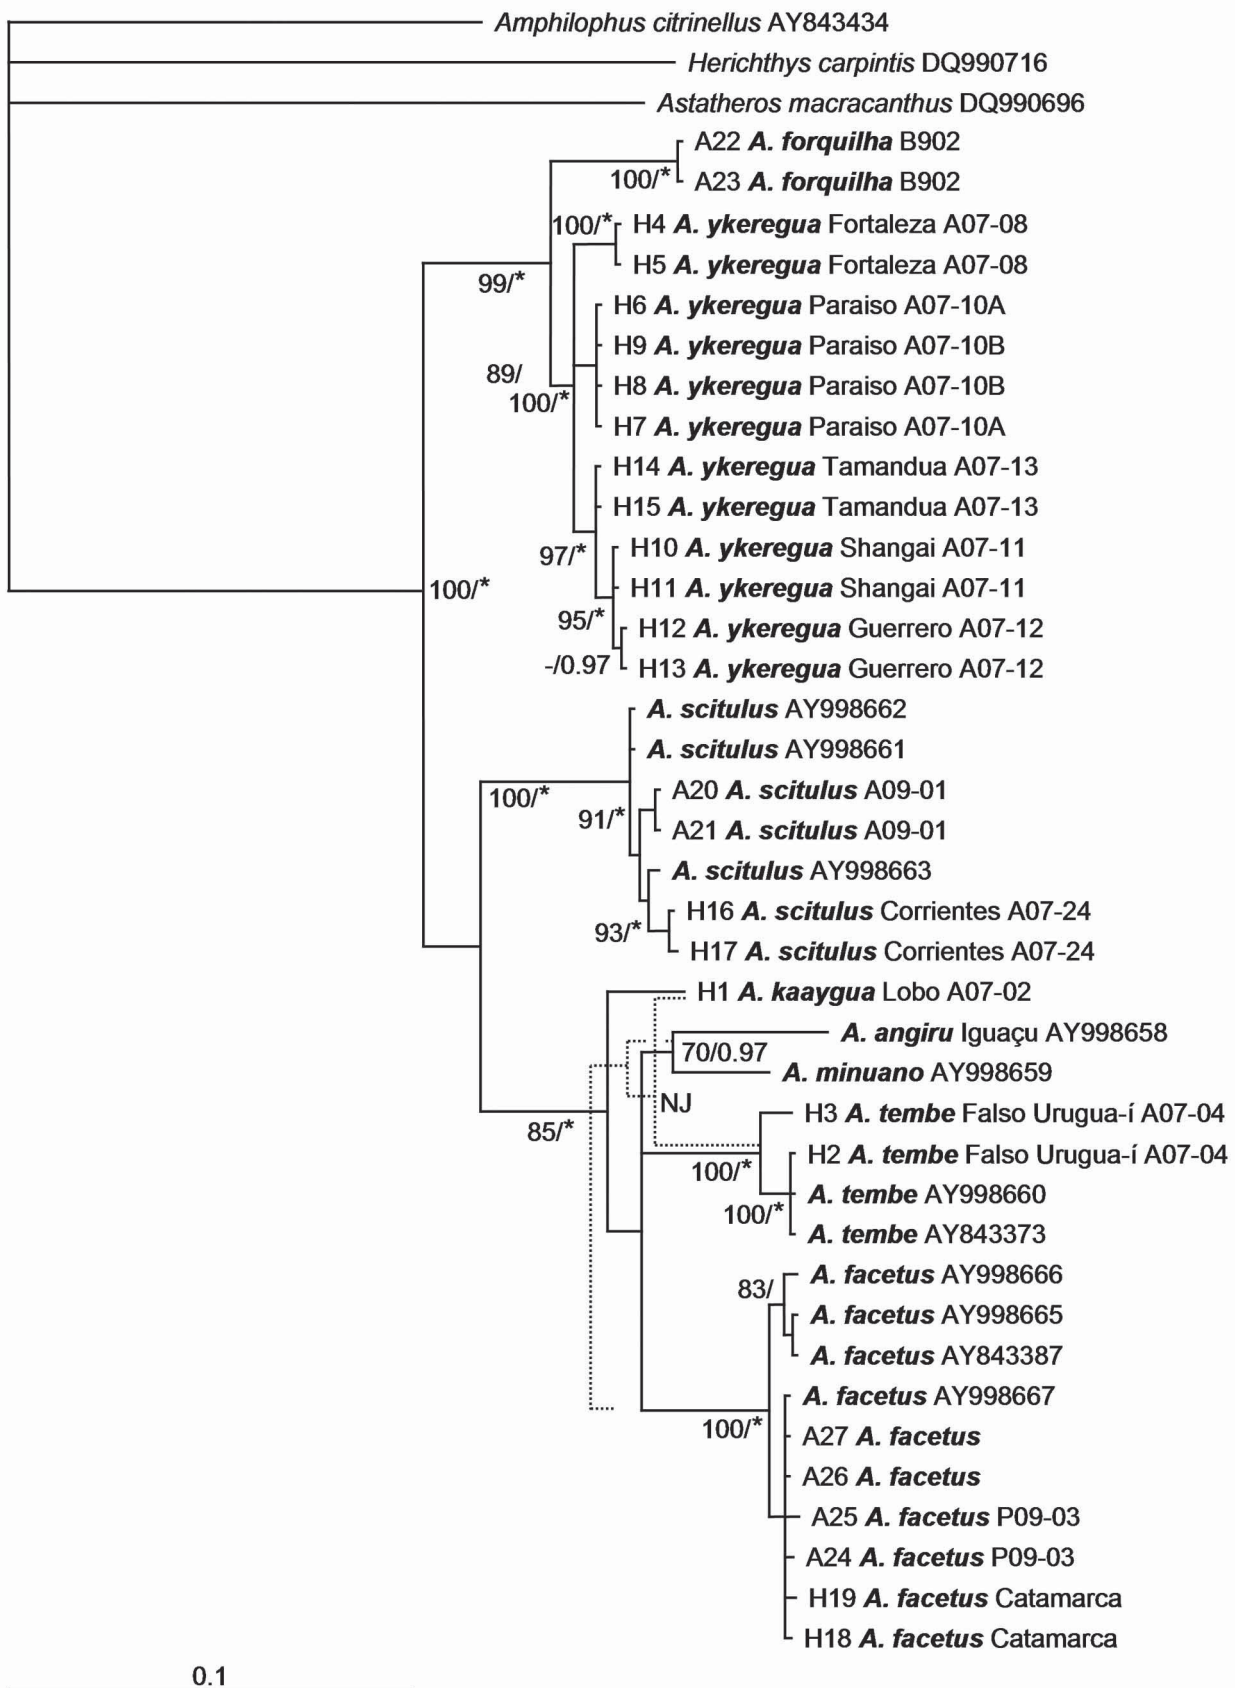 Amphilophus citrinellus AY843434
Herichthys carpintis DQ990716
Astatheros macracanthus DQ990696
A22 A. forquilha B902
100/*
A23 A. forquilha B902
100/*
H4 A. ykeregua Fortaleza A07-08
H5 A. ykeregua Fortaleza A07-08
99/*
H6 A. ykeregua Paraiso A07-10A
H9 A. ykeregua Paraiso A07-10B
89/
H8 A. ykeregua Paraiso A07-10B
100/*
H7 A. ykeregua Paraiso A07-10A
H14 A. ykeregua Tamandua A07-13
H15 A. ykeregua Tamandua A07-13
97/*
H10 A. ykeregua Shangai A07-11
100/*
H11 A. ykeregua Shangai A07-11
95/*
H12 A. ykeregua Guerrero A07-12
-/0.97
H13 A. ykeregua Guerrero A07-12
A. scitulus AY998662
A. scitulus AY998661
100/*
A20 A. scitulus A09-01
91/*
A21 A. scitulus A09-01
A. scitulus AY998663
H16 A. scitulus Corrientes A07-24
93/*
H17 A. scitulus Corrientes A07-24
H1 A. kaaygua Lobo A07-02
A. angiru Iguaçu AY998658
70/0.97
A. minuano AY998659
NJ
H3 A. tembe Falso Urugua-í A07-04
85/*
H2 A. tembe Falso Urugua-í A07-04
100/*
A. tembe AY998660
100/*
A. tembe AY843373
A. facetus AY998666
83/
A. facetus AY998665
A. facetus AY843387
A. facetus AY998667
100/*
A27 A. facetus
A26 A. facetus
A25 A. facetus P09-03
A24 A. facetus P09-03
H19 A. facetus Catamarca
H18 A. facetus Catamarca
0.1